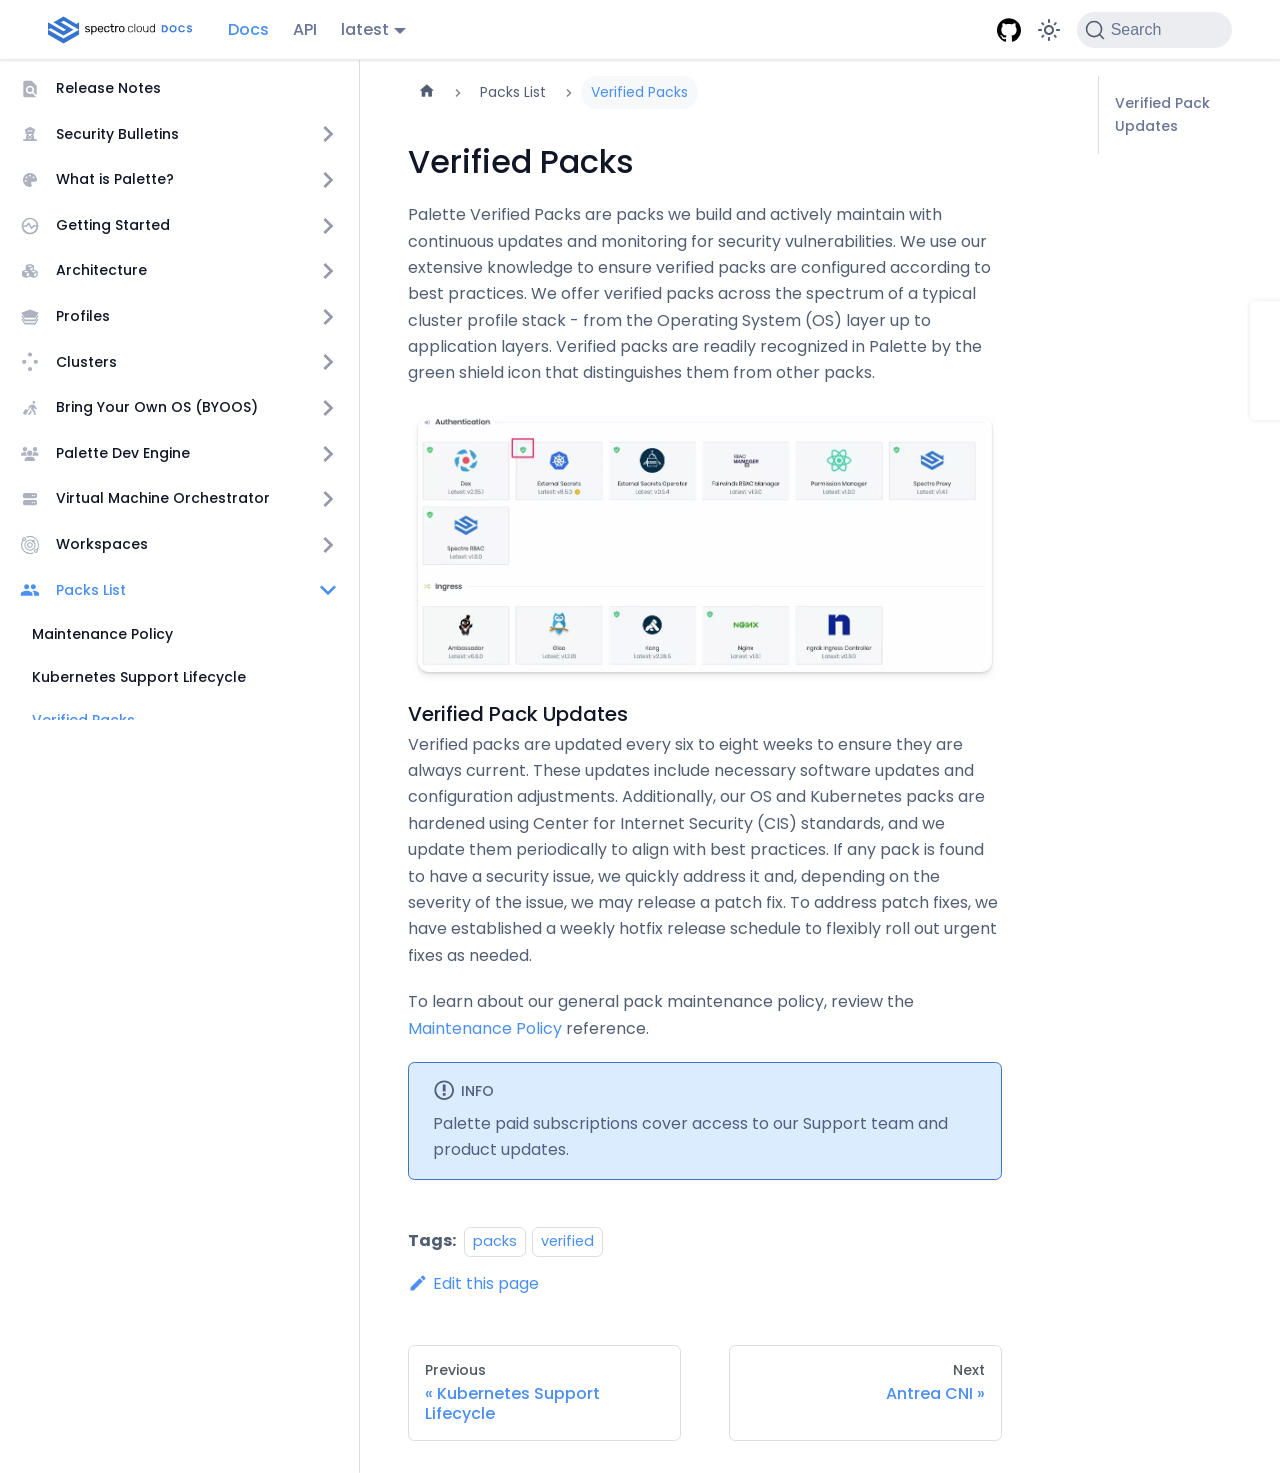 spectro cloud DOCS
Docs
API
latest
Search
Release Notes
Security Bulletins
What is Palette?
Getting Started
Architecture
Profiles
Clusters
Bring Your Own OS (BYOOS)
Palette Dev Engine
Virtual Machine Orchestrator
Workspaces
Packs List
Maintenance Policy
Kubernetes Support Lifecycle
Verified Packs
Packs List
Verified Packs
Verified Packs
Palette Verified Packs are packs we build and actively maintain with
continuous updates and monitoring for security vulnerabilities. We use our
extensive knowledge to ensure verified packs are configured according to
best practices. We offer verified packs across the spectrum of a typical
cluster profile stack - from the Operating System (OS) layer up to
application layers. Verified packs are readily recognized in Palette by the
green shield icon that distinguishes them from other packs.
Authentication
Dex
External Secrets
External Secrets Operator
RBAC MANAGER
Fairwinds RBAC Manager
Permission Manager
Spectro Proxy
Spectro RBAC
Ingress
Ambassador
Gloo
Kong
NGINX
Nginx
ngrok Ingress Controller
Verified Pack Updates
Verified packs are updated every six to eight weeks to ensure they are
always current. These updates include necessary software updates and
configuration adjustments. Additionally, our OS and Kubernetes packs are
hardened using Center for Internet Security (CIS) standards, and we
update them periodically to align with best practices. If any pack is found
to have a security issue, we quickly address it and, depending on the
severity of the issue, we may release a patch fix. To address patch fixes, we
have established a weekly hotfix release schedule to flexibly roll out urgent
fixes as needed.
To learn about our general pack maintenance policy, review the
Maintenance Policy reference.
INFO
Palette paid subscriptions cover access to our Support team and
product updates.
Tags: packs verified
Edit this page
Previous
« Kubernetes Support
Lifecycle
Next
Antrea CNI »
Verified Pack
Updates